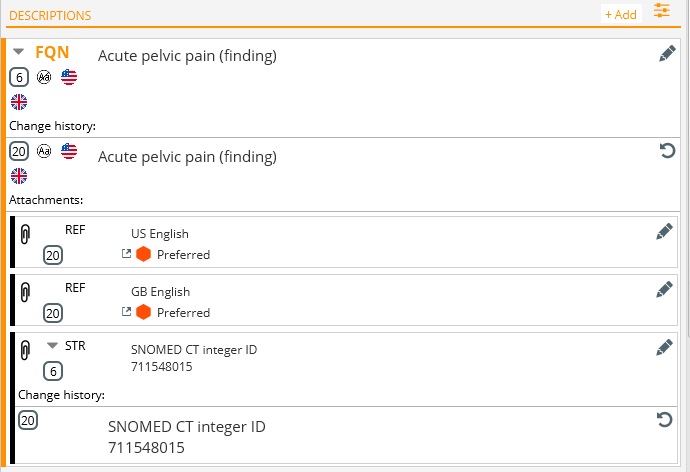 DESCRIPTIONS + Add
FQN Acute pelvic pain (finding)
6 Aa
Change history:
20 Aa Acute pelvic pain (finding)
Attachments:
REF US English
20 Preferred
REF GB English
20 Preferred
STR SNOMED CT integer ID
6 711548015
Change history:
20 SNOMED CT integer ID
711548015